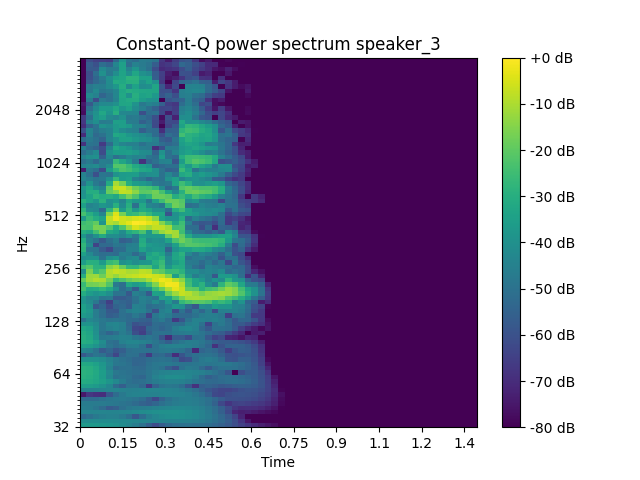 Constant-Q power spectrum speaker_3
+0 dB
-10 dB
-20 dB
-30 dB
-40 dB
-50 dB
-60 dB
-70 dB
-80 dB
Hz
2048
1024
512
256
128
64
32
0 0.15 0.3 0.45 0.6 0.75 0.9 1.1 1.2 1.4
Time